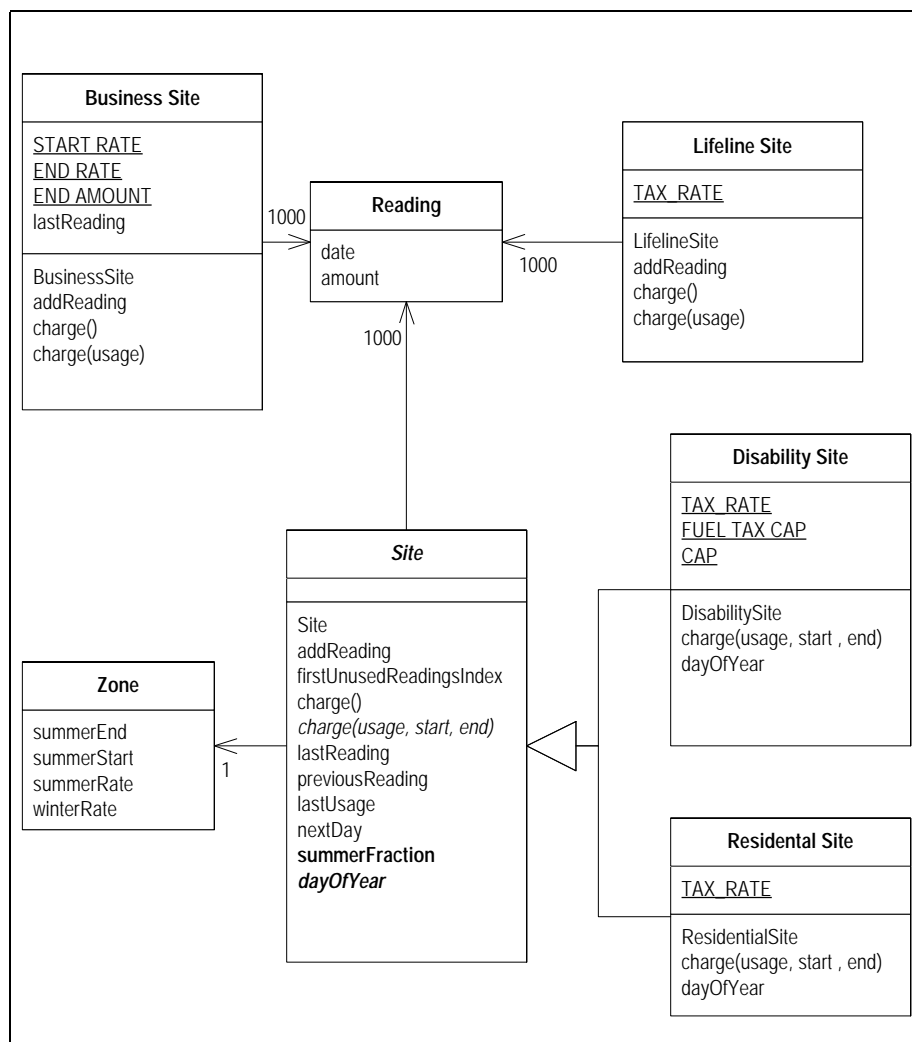 Business Site
START RATE
END RATE
END AMOUNT
lastReading
BusinessSite
addReading
charge()
charge(usage)
1000
Reading
date
amount
1000
1000
Lifeline Site
TAX_RATE
LifelineSite
addReading
charge()
charge(usage)
Disability Site
TAX_RATE
FUEL TAX CAP
CAP
DisabilitySite
charge(usage, start , end)
dayOfYear
Site
Site
addReading
firstUnusedReadingsIndex
charge()
charge(usage, start, end)
lastReading
previousReading
lastUsage
nextDay
summerFraction
dayOfYear
Zone
summerEnd
summerStart
summerRate
winterRate
1
Residental Site
TAX_RATE
ResidentialSite
charge(usage, start , end)
dayOfYear